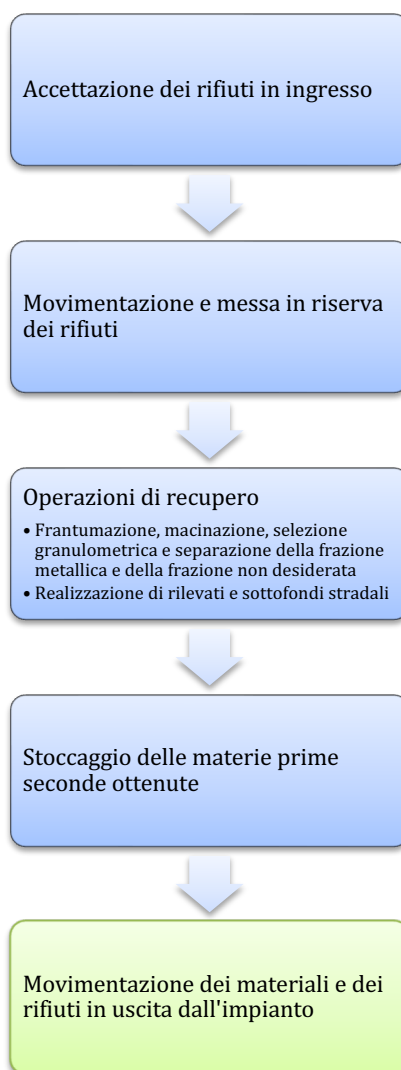 Accettazione dei rifiuti in ingresso
Movimentazione e messa in riserva
dei rifiuti
Operazioni di recupero
• Frantumazione, macinazione, selezione
granulometrica e separazione della frazione
metallica e della frazione non desiderata
• Realizzazione di rilevati e sottofondi stradali
Stoccaggio delle materie prime
seconde ottenute
Movimentazione dei materiali e dei
rifiuti in uscita dall'impianto